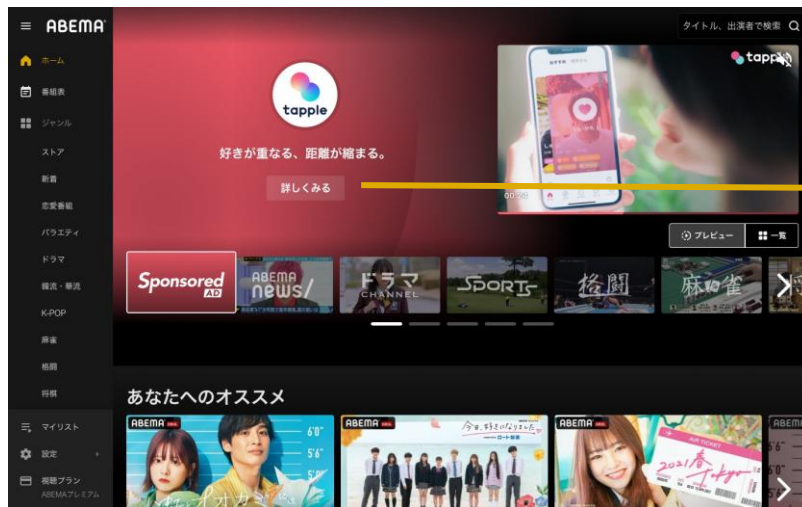 ABEMA
タイトル、出演者で検索
ホーム
番組表
ジャンル
ストア
新着
恋愛番組
バラエティ
ドラマ
韓流・華流
K-POP
麻雀
格闘
将棋
マイリスト
設定
視聴プラン
ABEMAプレミアム
tapple
好きが重なる、距離が縮まる。
詳しくみる
tapple
プレビュー
一覧
Sponsored
AD
ABEMA
news/
ドラマ
CHANNEL
SPORTS
格闘
麻雀
あなたへのオススメ
ABEMA
6'0"
5'6"
ABEMA
今日、好きになりました。
ABEMA
AIR TICKET
2021春
Tokyo